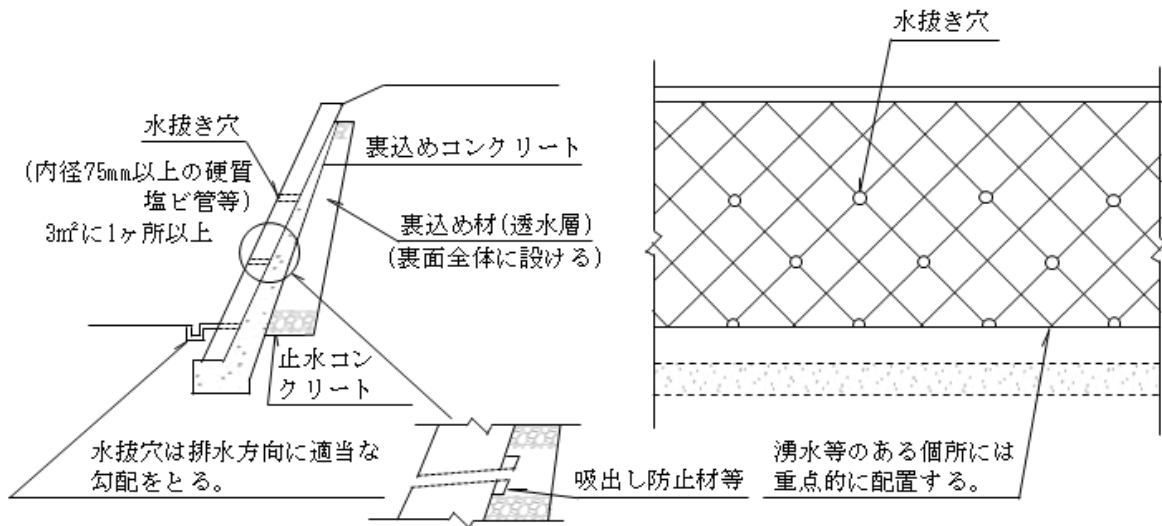 水抜き穴
水抜き穴
(内径75mm以上の硬質
塩ビ管等)
3㎡に1ヶ所以上
裏込めコンクリート
裏込め材(透水層)
(裏面全体に設ける)
止水コン
クリート
水抜穴は排水方向に適当な
勾配をとる。
吸出し防止材等
湧水等のある個所には
重点的に配置する。